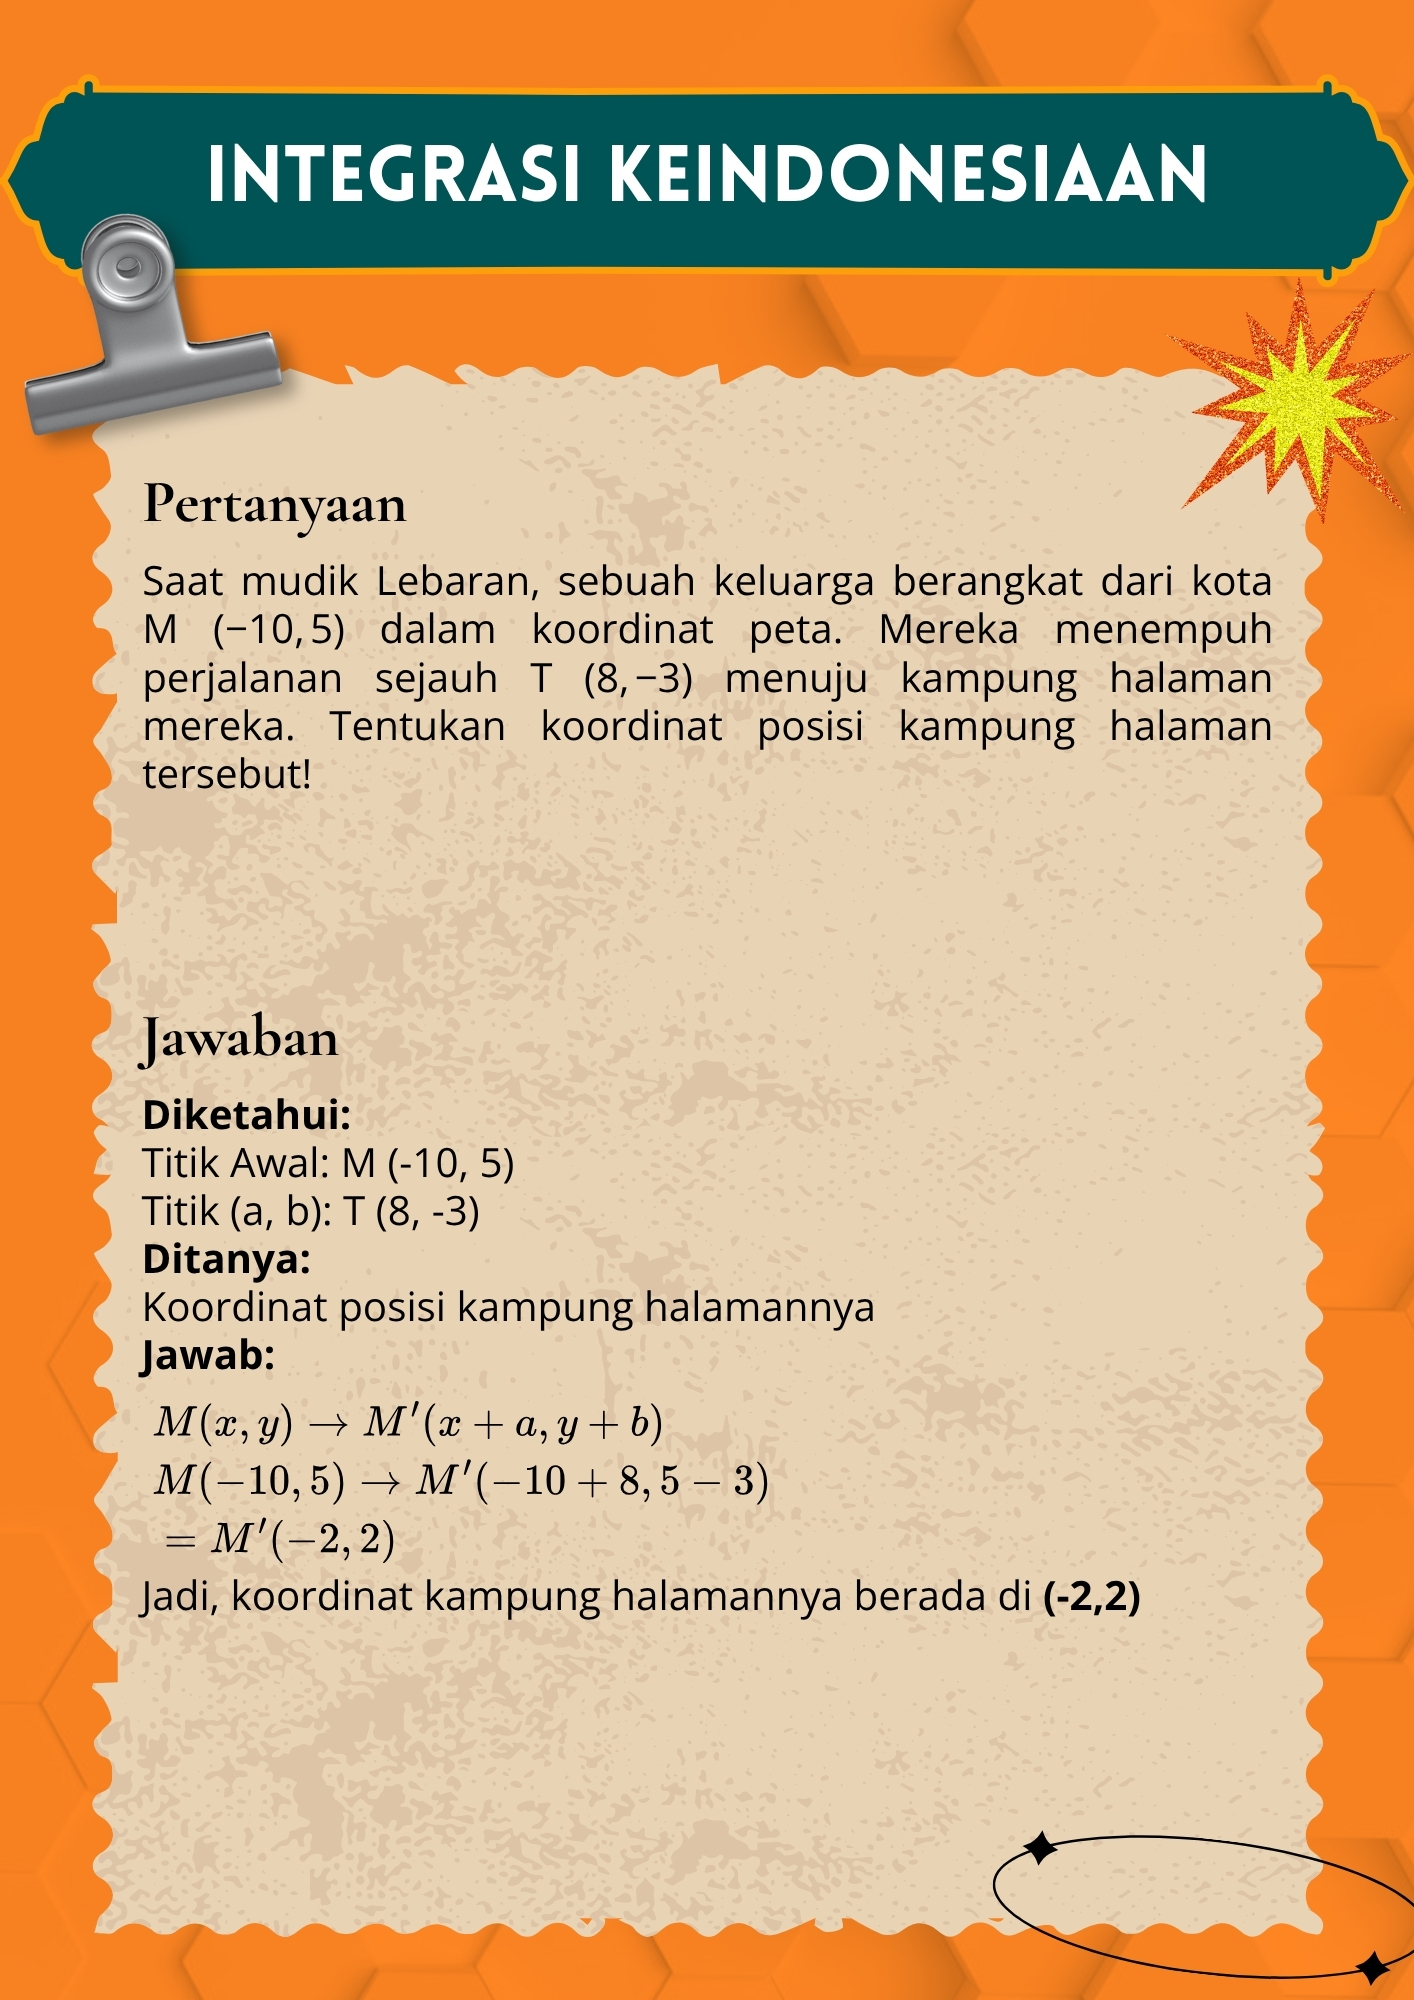 INTEGRASI KEINDONESIAAN
Pertanyaan
Saat mudik Lebaran, sebuah keluarga berangkat dari kota
M (−10,5) dalam koordinat peta. Mereka menempuh
perjalanan sejauh T (8,−3) menuju kampung halaman
mereka. Tentukan koordinat posisi kampung halaman
tersebut!
Jawaban
Diketahui:
Titik Awal: M (-10, 5)
Titik (a, b): T (8, -3)
Ditanya:
Koordinat posisi kampung halamannya
Jawab:
M(x, y) → M′(x + a, y + b)
M(−10, 5) → M′(−10 + 8, 5 − 3)
= M′(−2, 2)
Jadi, koordinat kampung halamannya berada di (-2,2)